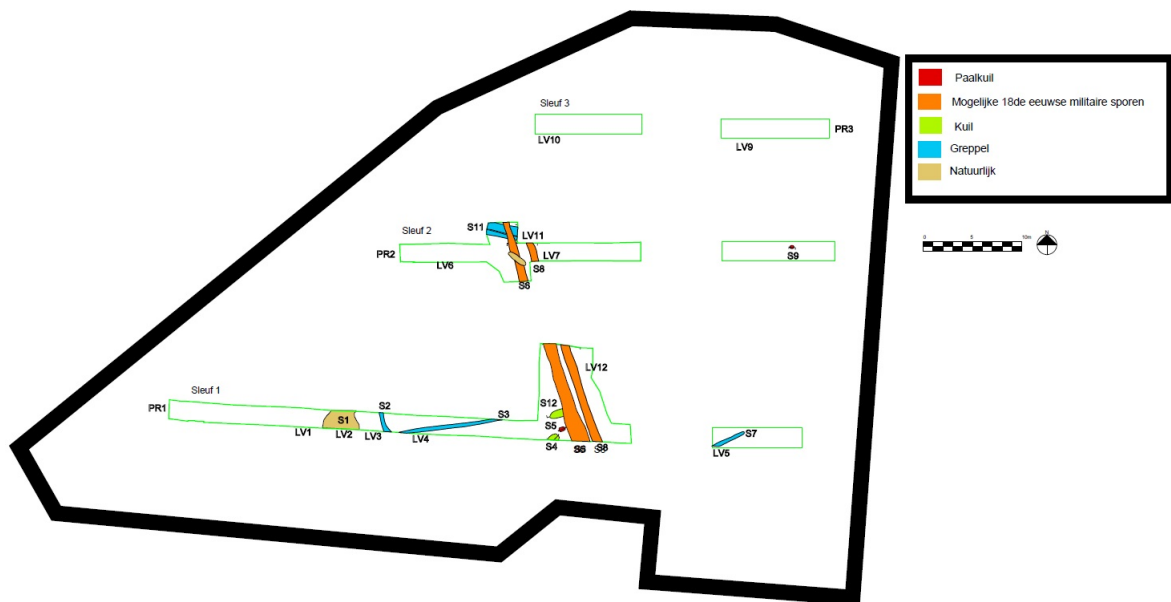 Paalkuil
Mogelijke 18de eeuwse militaire sporen
Kuil
Greppel
Natuurlijk
0 5 10m
N
Sleuf 3
LV10
PR3
LV9
S11
Sleuf 2
LV11
PR2
LV6
LV7
S8
S6
S9
LV12
Sleuf 1
PR1
S2
S12
S3
S1
S5
S7
LV1
LV2
LV3
LV4
S4
S6
S8
LV5